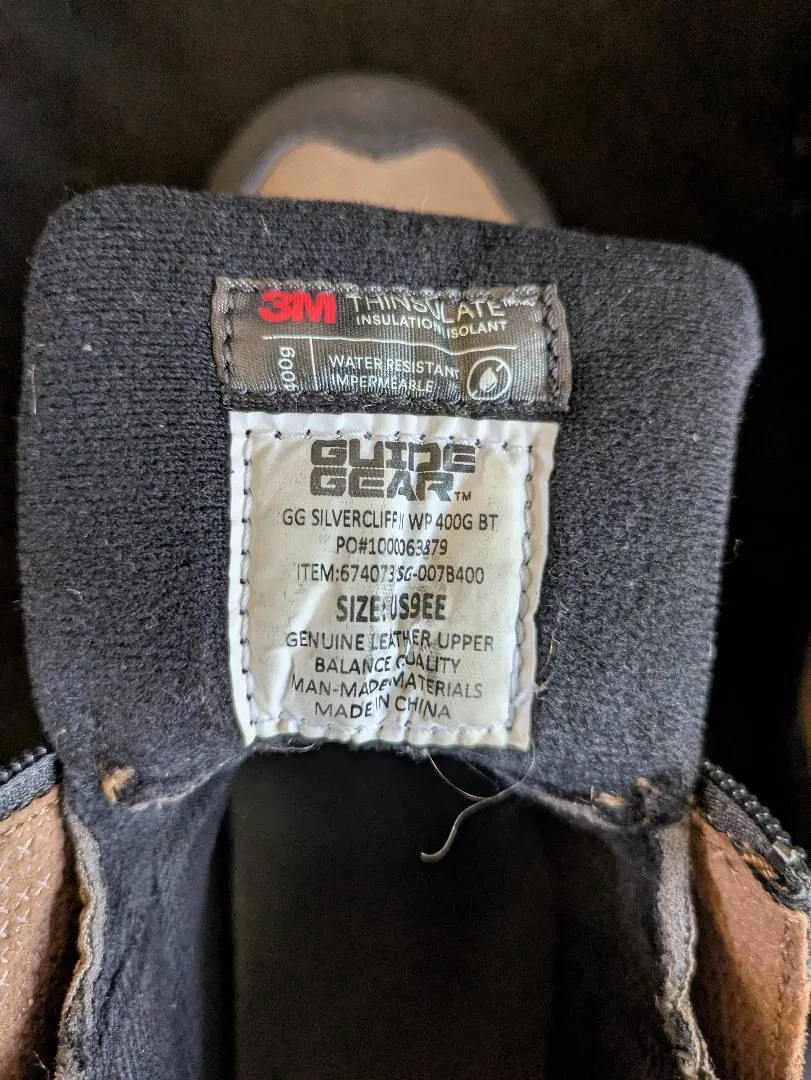 3M THINSULATE
INSULATION ISOLANT
400g
WATER RESISTANT
IMPERMEABLE
GUIDE
GEAR™
GG SILVERCLIFF II WP 400G BT
PO#1000063879
ITEM:674073SG-007B400
SIZE:US9EE
GENUINE LEATHER UPPER
BALANCE QUALITY
MAN-MADE MATERIALS
MADE IN CHINA